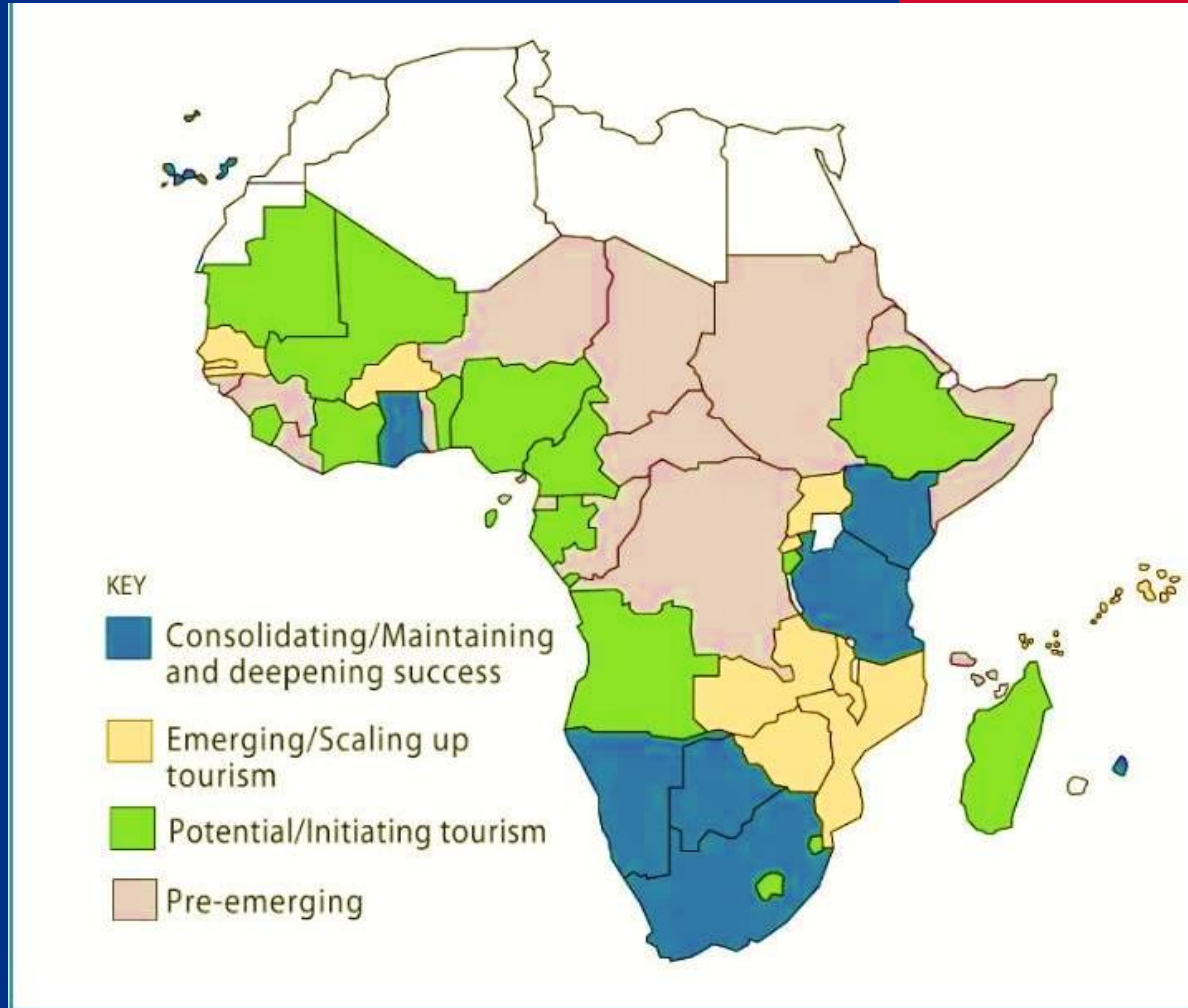 KEY
Consolidating/Maintaining
and deepening success
Emerging/Scaling up
tourism
Potential/Initiating tourism
Pre-emerging